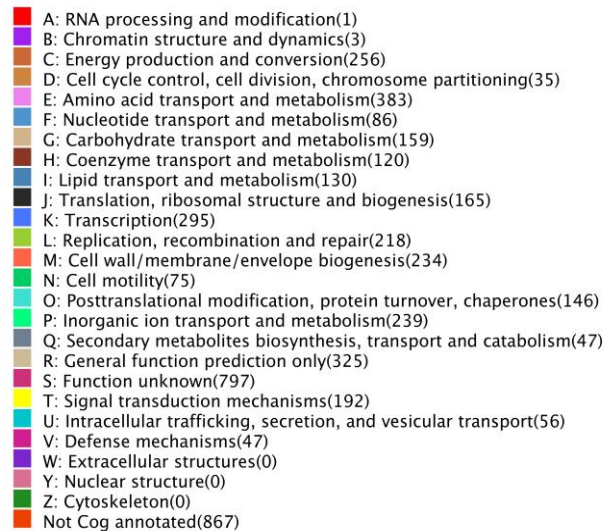 A: RNA processing and modification(1)
B: Chromatin structure and dynamics(3)
C: Energy production and conversion(256)
D: Cell cycle control, cell division, chromosome partitioning(35)
E: Amino acid transport and metabolism(383)
F: Nucleotide transport and metabolism(86)
G: Carbohydrate transport and metabolism(159)
H: Coenzyme transport and metabolism(120)
I: Lipid transport and metabolism(130)
J: Translation, ribosomal structure and biogenesis(165)
K: Transcription(295)
L: Replication, recombination and repair(218)
M: Cell wall/membrane/envelope biogenesis(234)
N: Cell motility(75)
O: Posttranslational modification, protein turnover, chaperones(146)
P: Inorganic ion transport and metabolism(239)
Q: Secondary metabolites biosynthesis, transport and catabolism(47)
R: General function prediction only(325)
S: Function unknown(797)
T: Signal transduction mechanisms(192)
U: Intracellular trafficking, secretion, and vesicular transport(56)
V: Defense mechanisms(47)
W: Extracellular structures(0)
Y: Nuclear structure(0)
Z: Cytoskeleton(0)
Not Cog annotated(867)